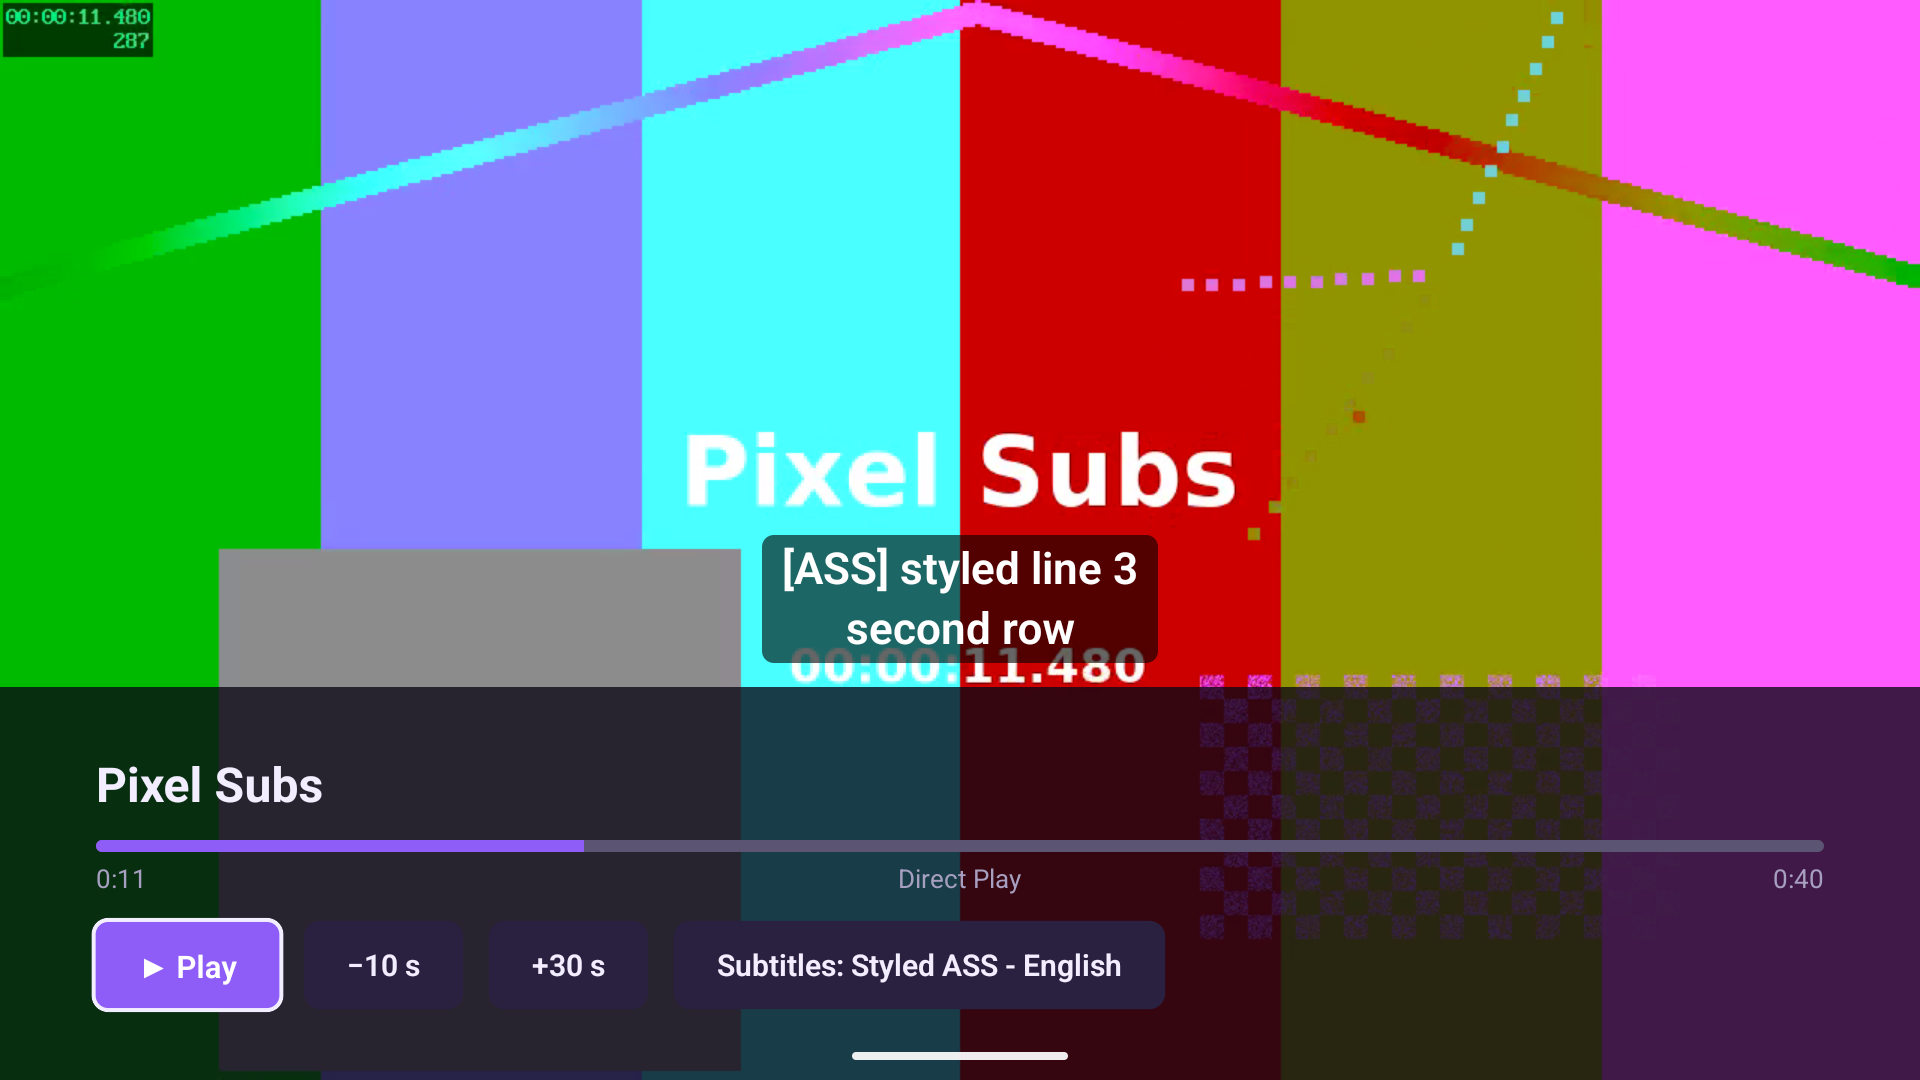 00:00:11.480
287
Pixel Subs
[ASS] styled line 3
second row
00:00:11.480
Pixel Subs
0:11
Direct Play
0:40
▶ Play
−10 s
+30 s
Subtitles: Styled ASS - English